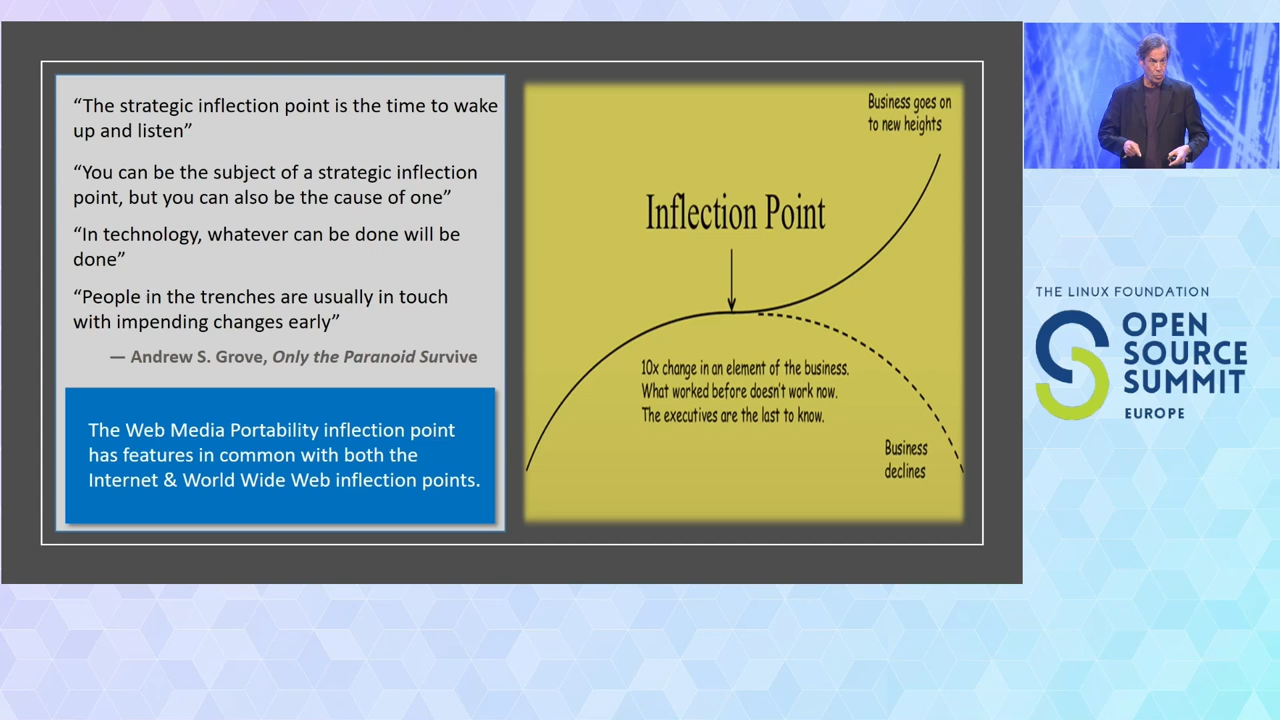 “The strategic inflection point is the time to wake
up and listen”
“You can be the subject of a strategic inflection
point, but you can also be the cause of one”
“In technology, whatever can be done will be
done”
“People in the trenches are usually in touch
with impending changes early”
— Andrew S. Grove, Only the Paranoid Survive
The Web Media Portability inflection point
has features in common with both the
Internet & World Wide Web inflection points.
Business goes on
to new heights
Inflection Point
10x change in an element of the business.
What worked before doesn't work now.
The executives are the last to know.
Business
declines
THE LINUX FOUNDATION
OPEN
SOURCE
SUMMIT
EUROPE